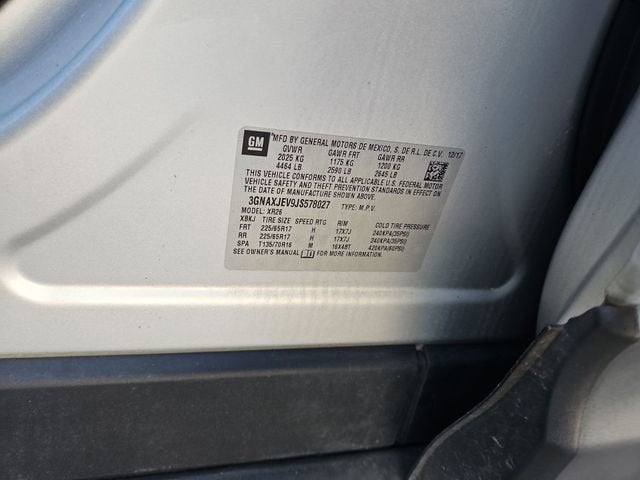 GM MFD BY GENERAL MOTORS DE MEXICO, S. DE R.L. DE C.V. 12/17
GVWR GAWR FRT GAWR RR
2025 KG 1175 KG 1200 KG
4464 LB 2590 LB 2645 LB
THIS VEHICLE CONFORMS TO ALL APPLICABLE U.S. FEDERAL MOTOR
VEHICLE SAFETY AND THEFT PREVENTION STANDARDS IN EFFECT ON
THE DATE OF MANUFACTURE SHOWN ABOVE.
3GNAXJEV9JS578027 TYPE: M.P.V.
MODEL: XR26
XBKJ TIRE SIZE SPEED RTG RIM COLD TIRE PRESSURE
FRT 225/65R17 H 17X7J 240KPA(35PSI)
RR 225/65R17 H 17X7J 240KPA(35PSI)
SPA T135/70R16 M 16X4BT 420KPA(60PSI)
SEE OWNER'S MANUAL FOR MORE INFORMATION.